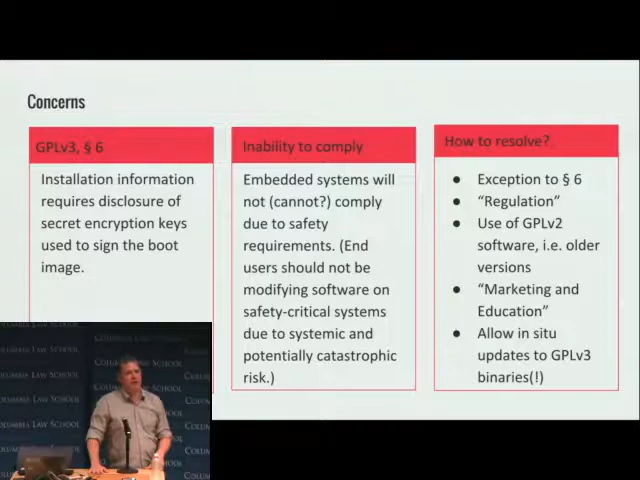 Concerns
GPLv3, § 6
Installation information
requires disclosure of
secret encryption keys
used to sign the boot
image.
Inability to comply
Embedded systems will
not (cannot?) comply
due to safety
requirements. (End
users should not be
modifying software on
safety-critical systems
due to systemic and
potentially catastrophic
risk.)
How to resolve?
● Exception to § 6
● “Regulation”
● Use of GPLv2
software, i.e. older
versions
● “Marketing and
Education”
● Allow in situ
updates to GPLv3
binaries(!)
COLUMBIA LAW SCHOOL